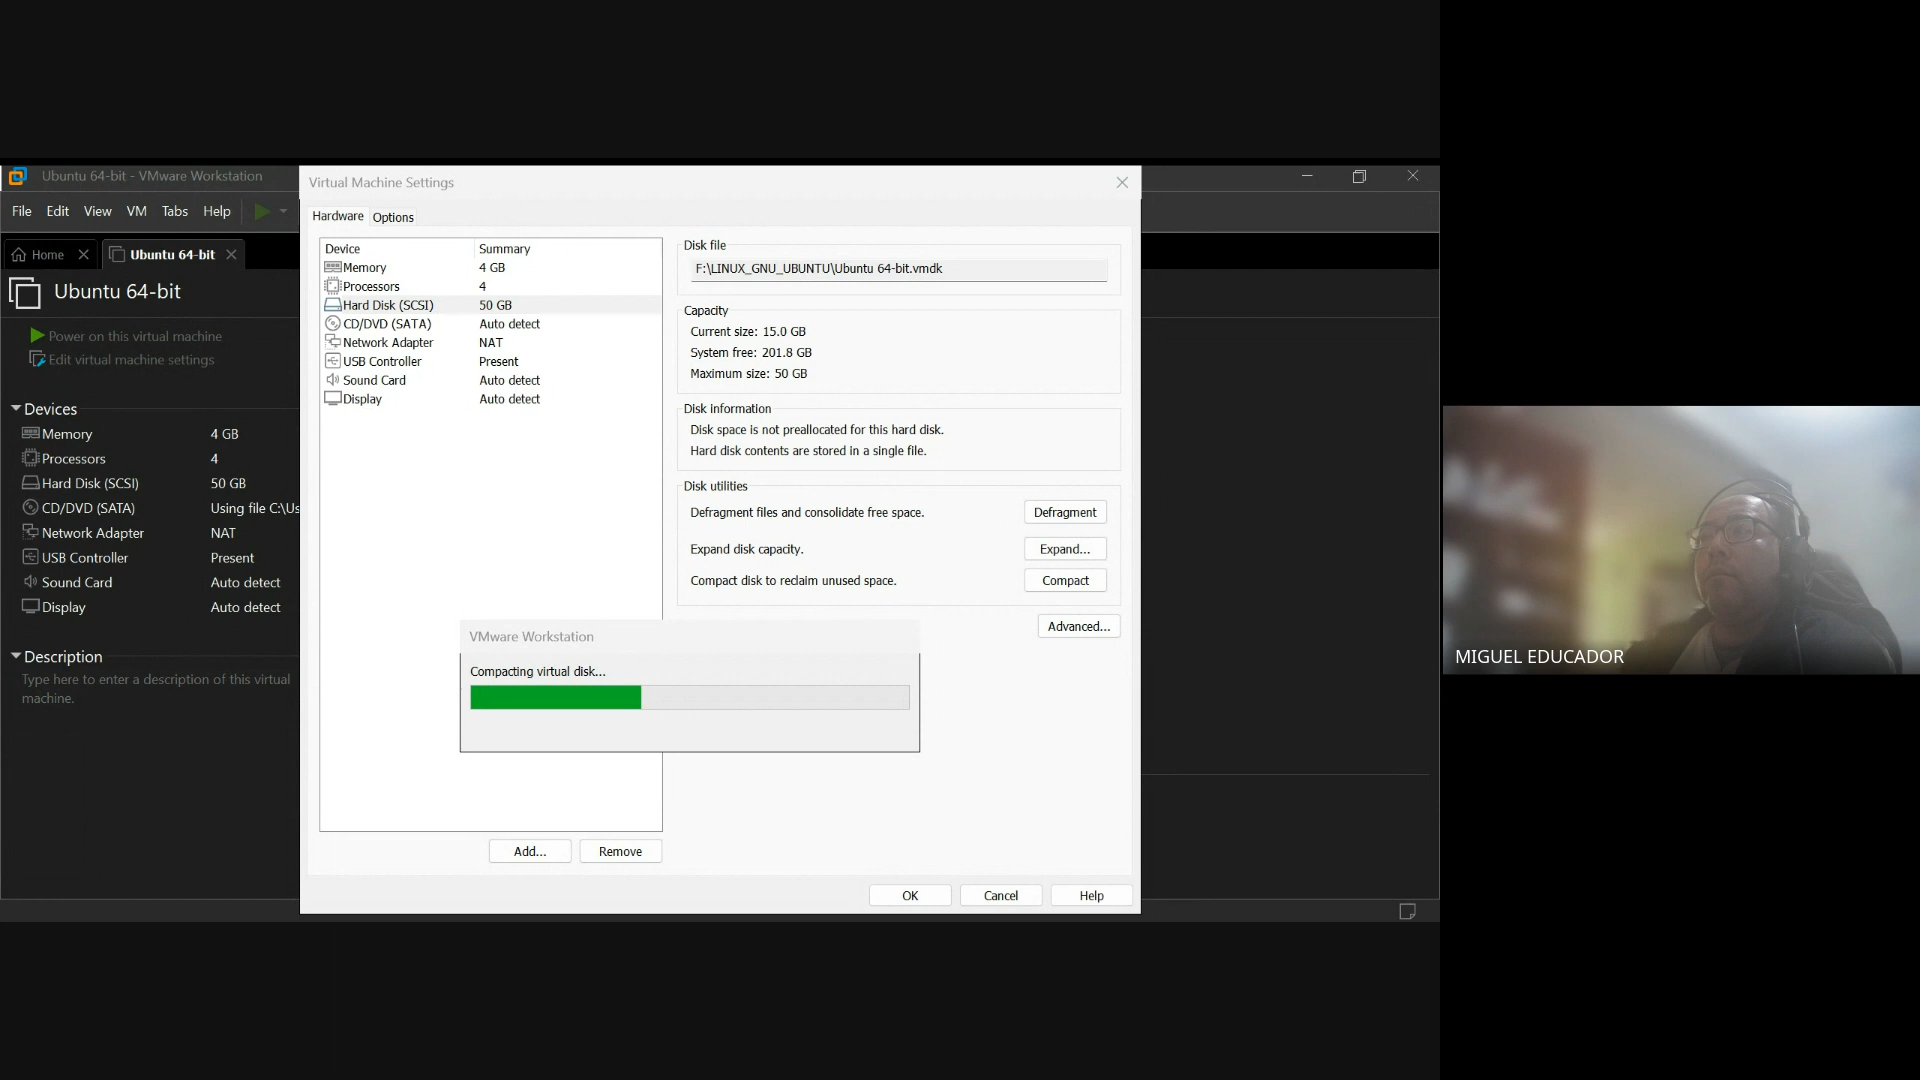 Ubuntu 64-bit - VMware Workstation
File Edit View VM Tabs Help
Home
Ubuntu 64-bit
Ubuntu 64-bit
Power on this virtual machine
Edit virtual machine settings
Devices
Memory 4 GB
Processors 4
Hard Disk (SCSI) 50 GB
CD/DVD (SATA) Using file C:\Us
Network Adapter NAT
USB Controller Present
Sound Card Auto detect
Display Auto detect
Description
Type here to enter a description of this virtual
machine.
Virtual Machine Settings
Hardware Options
Device Summary
Memory 4 GB
Processors 4
Hard Disk (SCSI) 50 GB
CD/DVD (SATA) Auto detect
Network Adapter NAT
USB Controller Present
Sound Card Auto detect
Display Auto detect
Add... Remove
Disk file
F:\LINUX_GNU_UBUNTU\Ubuntu 64-bit.vmdk
Capacity
Current size: 15.0 GB
System free: 201.8 GB
Maximum size: 50 GB
Disk information
Disk space is not preallocated for this hard disk.
Hard disk contents are stored in a single file.
Disk utilities
Defragment files and consolidate free space. Defragment
Expand disk capacity. Expand...
Compact disk to reclaim unused space. Compact
Advanced...
VMware Workstation
Compacting virtual disk...
OK Cancel Help
MIGUEL EDUCADOR